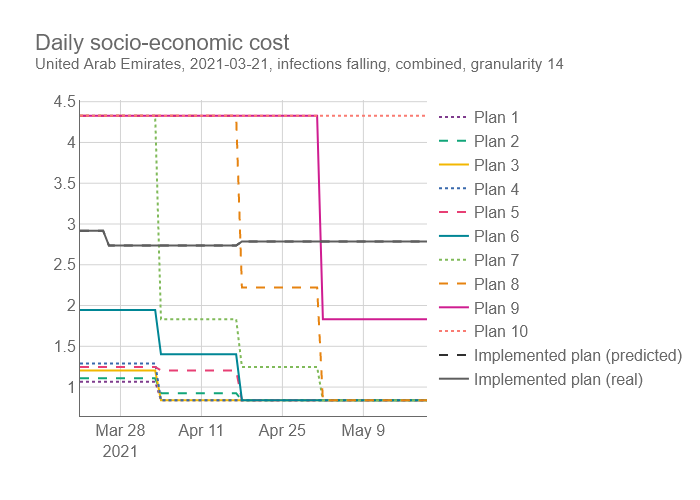 Daily socio-economic cost
United Arab Emirates, 2021-03-21, infections falling, combined, granularity 14
4.5
4
3.5
3
2.5
2
1.5
1
Mar 28
2021
Apr 11
Apr 25
May 9
Plan 1
Plan 2
Plan 3
Plan 4
Plan 5
Plan 6
Plan 7
Plan 8
Plan 9
Plan 10
Implemented plan (predicted)
Implemented plan (real)